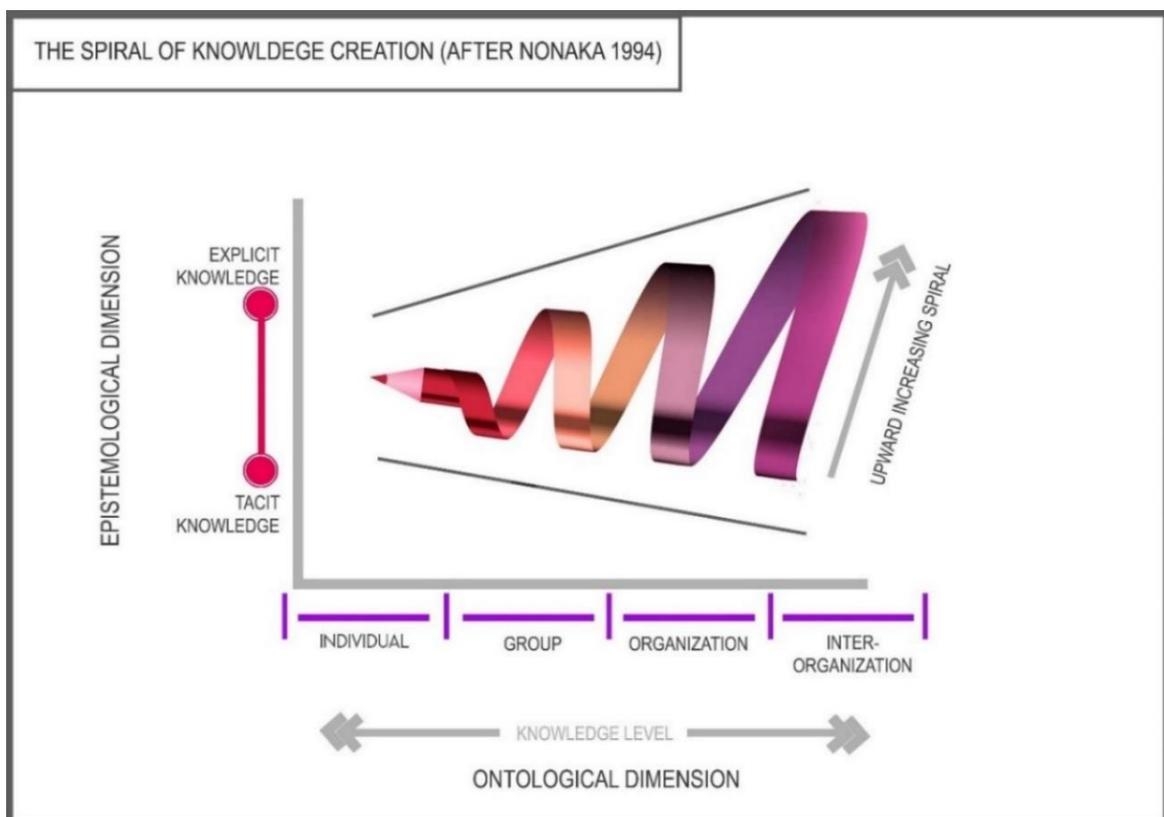 THE SPIRAL OF KNOWLDEGE CREATION (AFTER NONAKA 1994)
EPISTEMOLOGICAL DIMENSION
EXPLICIT
KNOWLEDGE
TACIT
KNOWLEDGE
UPWARD INCREASING SPIRAL
INDIVIDUAL
GROUP
ORGANIZATION
INTER-
ORGANIZATION
KNOWLEDGE LEVEL
ONTOLOGICAL DIMENSION